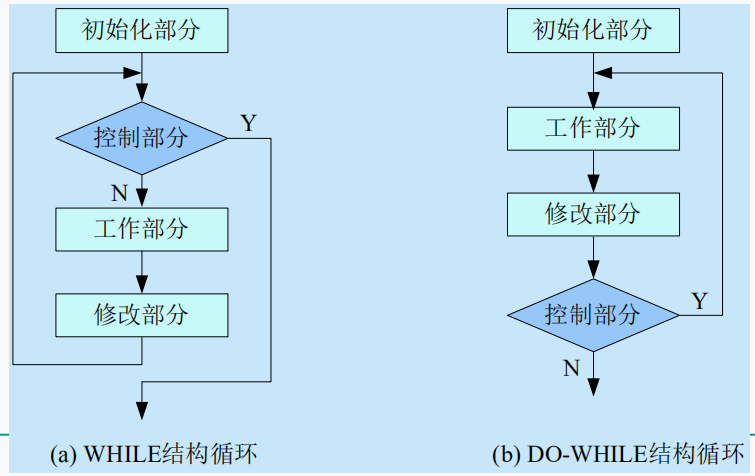 初始化部分
控制部分
Y
N
工作部分
修改部分
(a) WHILE结构循环
初始化部分
工作部分
修改部分
控制部分
Y
N
(b) DO-WHILE结构循环